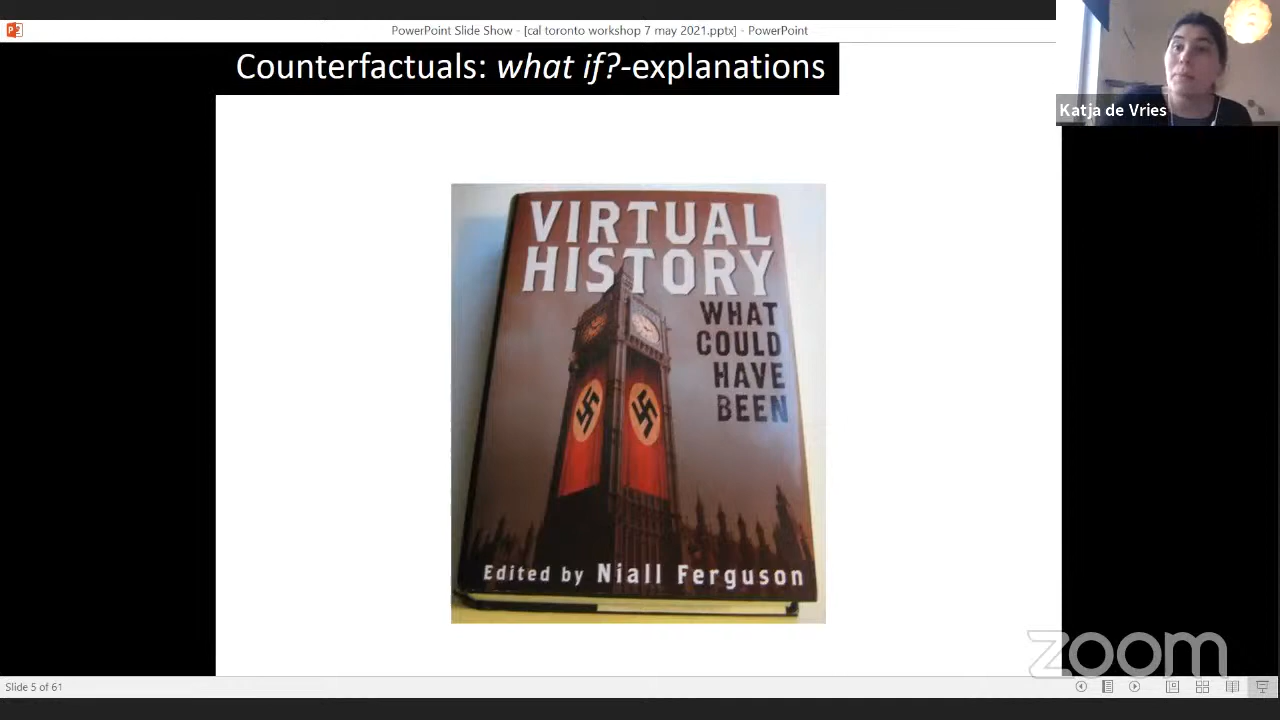 PowerPoint Slide Show - [cal toronto workshop 7 may 2021.pptx] - PowerPoint
Counterfactuals: what if?-explanations
Katja de Vries
VIRTUAL
HISTORY
WHAT
COULD
HAVE
BEEN
Edited by Niall Ferguson
zoom
Slide 5 of 61